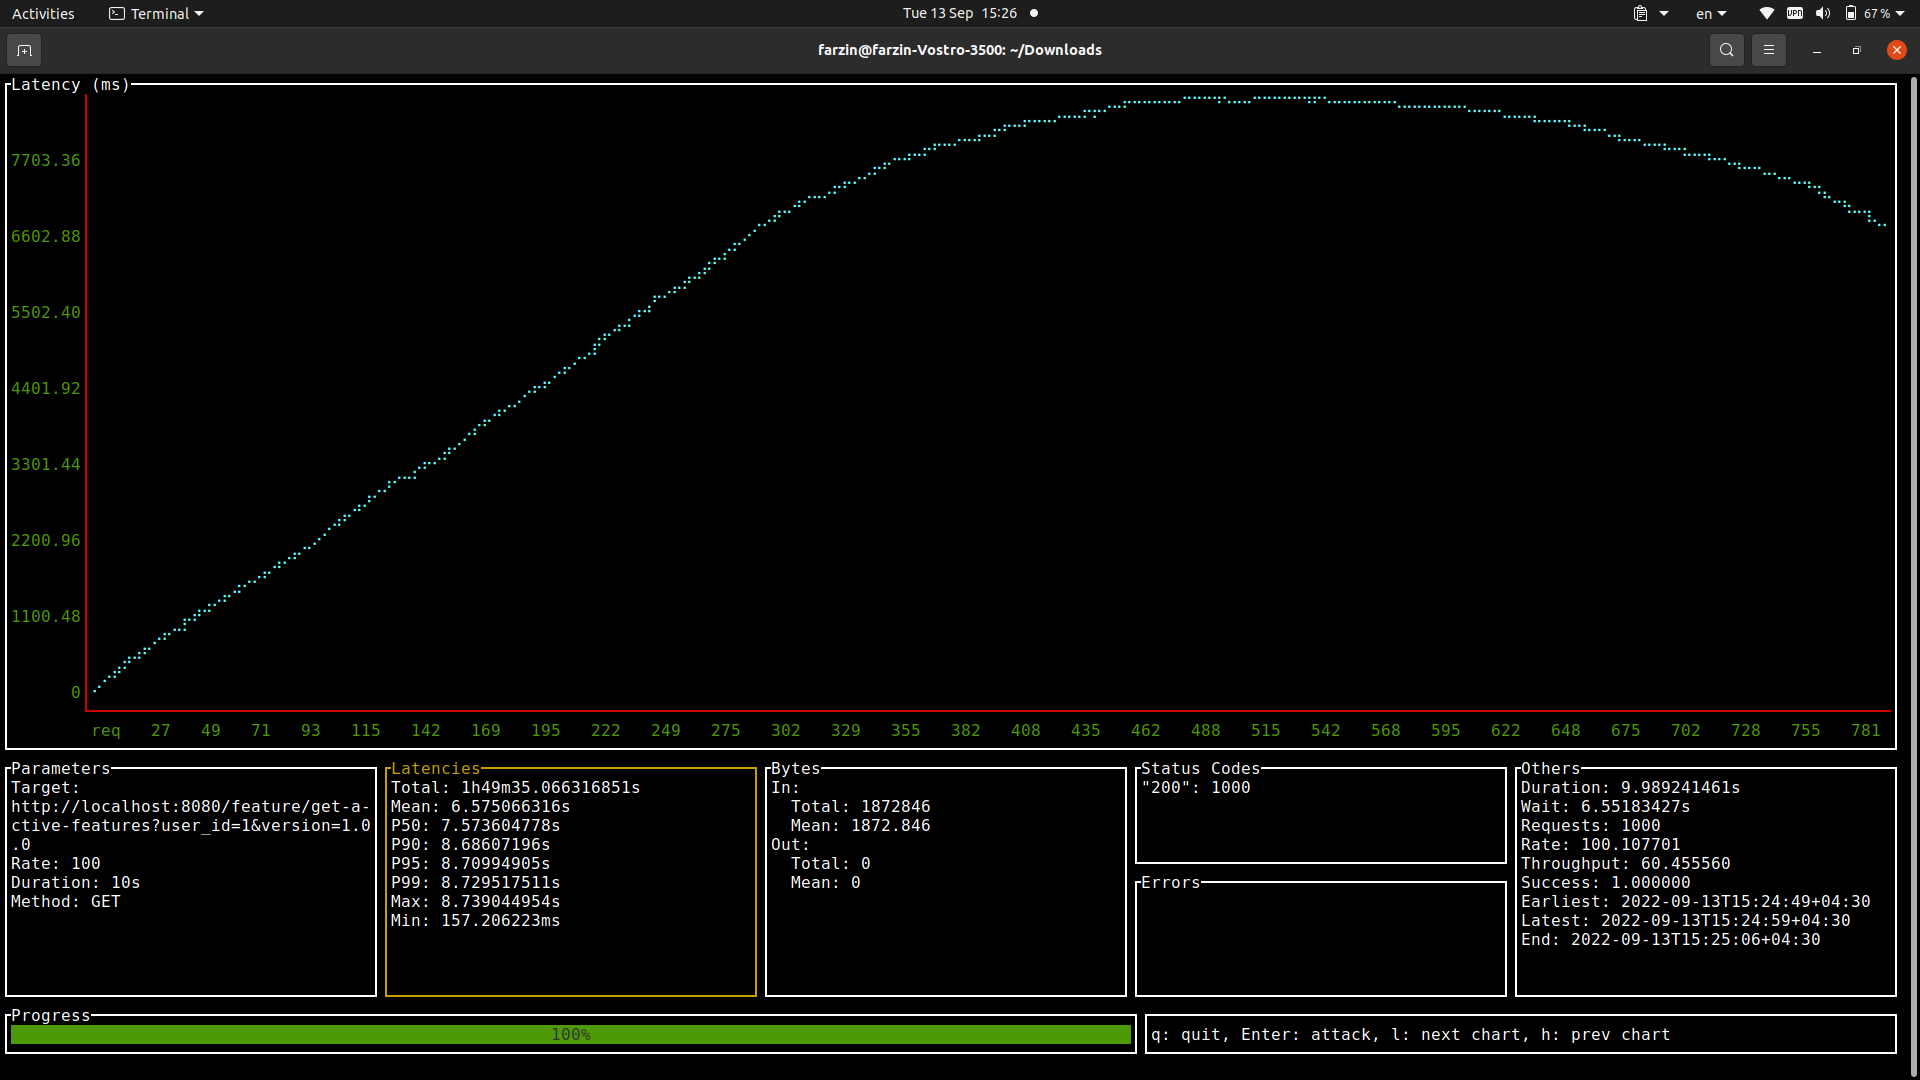 Activities
Terminal
Tue 13 Sep 15:26
en
VPN
67 %
farzin@farzin-Vostro-3500: ~/Downloads
Latency (ms)
7703.36
6602.88
5502.40
4401.92
3301.44
2200.96
1100.48
0
req 27 49 71 93 115 142 169 195 222 249 275 302 329 355 382 408 435 462 488 515 542 568 595 622 648 675 702 728 755 781
Parameters
Target:
http://localhost:8080/feature/get-a-
ctive-features?user_id=1&version=1.0
.0
Rate: 100
Duration: 10s
Method: GET
Latencies
Total: 1h49m35.066316851s
Mean: 6.575066316s
P50: 7.573604778s
P90: 8.68607196s
P95: 8.70994905s
P99: 8.729517511s
Max: 8.739044954s
Min: 157.206223ms
Bytes
In:
Total: 1872846
Mean: 1872.846
Out:
Total: 0
Mean: 0
Status Codes
"200": 1000
Errors
Others
Duration: 9.989241461s
Wait: 6.55183427s
Requests: 1000
Rate: 100.107701
Throughput: 60.455560
Success: 1.000000
Earliest: 2022-09-13T15:24:49+04:30
Latest: 2022-09-13T15:24:59+04:30
End: 2022-09-13T15:25:06+04:30
Progress
100%
q: quit, Enter: attack, l: next chart, h: prev chart